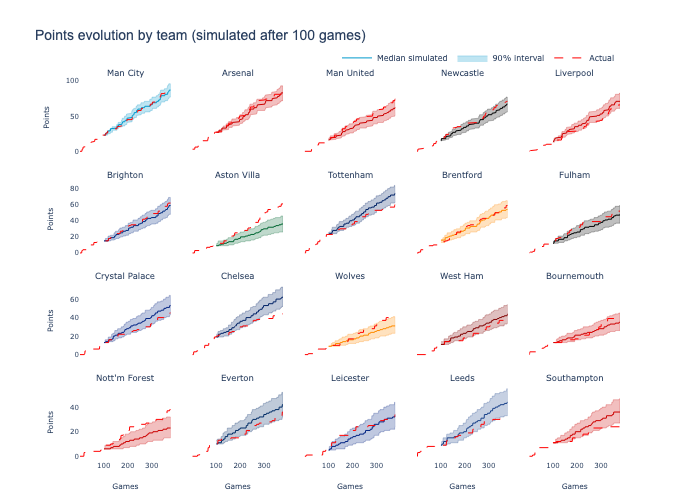 Points evolution by team (simulated after 100 games)
Median simulated 90% interval Actual
Man City Arsenal Man United Newcastle Liverpool
100
50
0
Points
Brighton Aston Villa Tottenham Brentford Fulham
80
60
40
20
0
Points
Crystal Palace Chelsea Wolves West Ham Bournemouth
60
40
20
0
Points
Nott'm Forest Everton Leicester Leeds Southampton
40
20
0
Points
100 200 300 100 200 300 100 200 300 100 200 300 100 200 300
Games Games Games Games Games